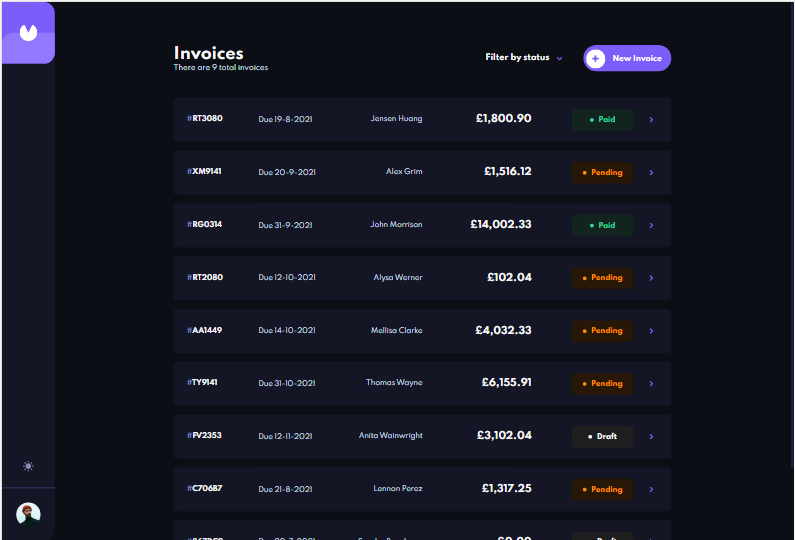 Invoices
There are 9 total invoices
Filter by status
New Invoice
#RT3080 Due 19-8-2021 Jensen Huang £1,800.90 Paid
#XM9141 Due 20-9-2021 Alex Grim £1,516.12 Pending
#RG0314 Due 31-9-2021 John Morrison £14,002.33 Paid
#RT2080 Due 12-10-2021 Alysa Werner £102.04 Pending
#AA1449 Due 14-10-2021 Mellisa Clarke £4,032.33 Pending
#TY9141 Due 31-10-2021 Thomas Wayne £6,155.91 Pending
#FV2353 Due 12-11-2021 Anita Wainwright £3,102.04 Draft
#C706B7 Due 21-8-2021 Lennon Perez £1,317.25 Pending